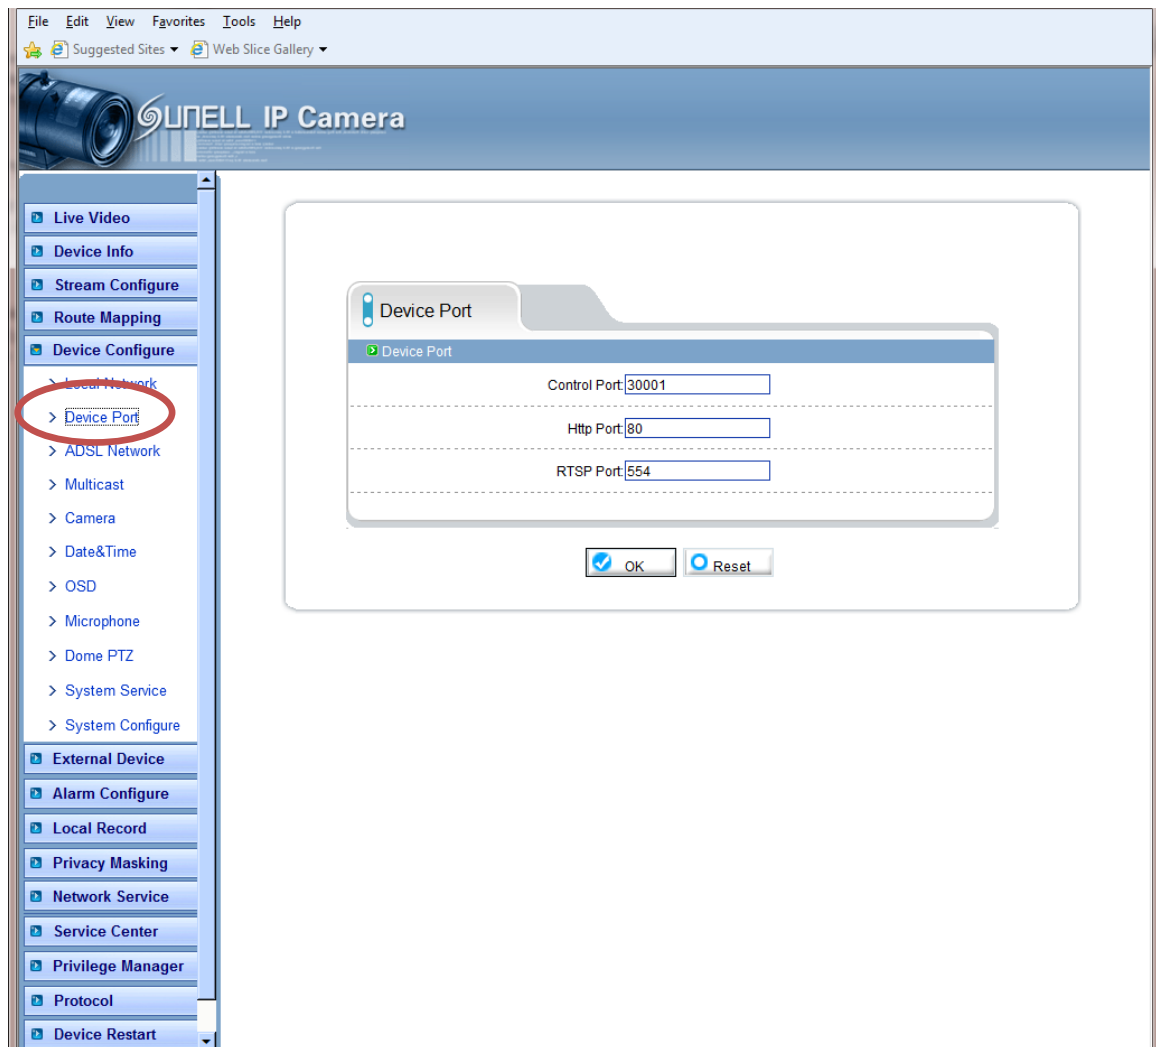 File Edit View Favorites Tools Help
Suggested Sites Web Slice Gallery
SUNELL IP Camera
Live Video
Device Info
Stream Configure
Route Mapping
Device Configure
> Local Network
> Device Port
> ADSL Network
> Multicast
> Camera
> Date&Time
> OSD
> Microphone
> Dome PTZ
> System Service
> System Configure
External Device
Alarm Configure
Local Record
Privacy Masking
Network Service
Service Center
Privilege Manager
Protocol
Device Restart
Device Port
Device Port
Control Port: 30001
Http Port: 80
RTSP Port: 554
OK Reset